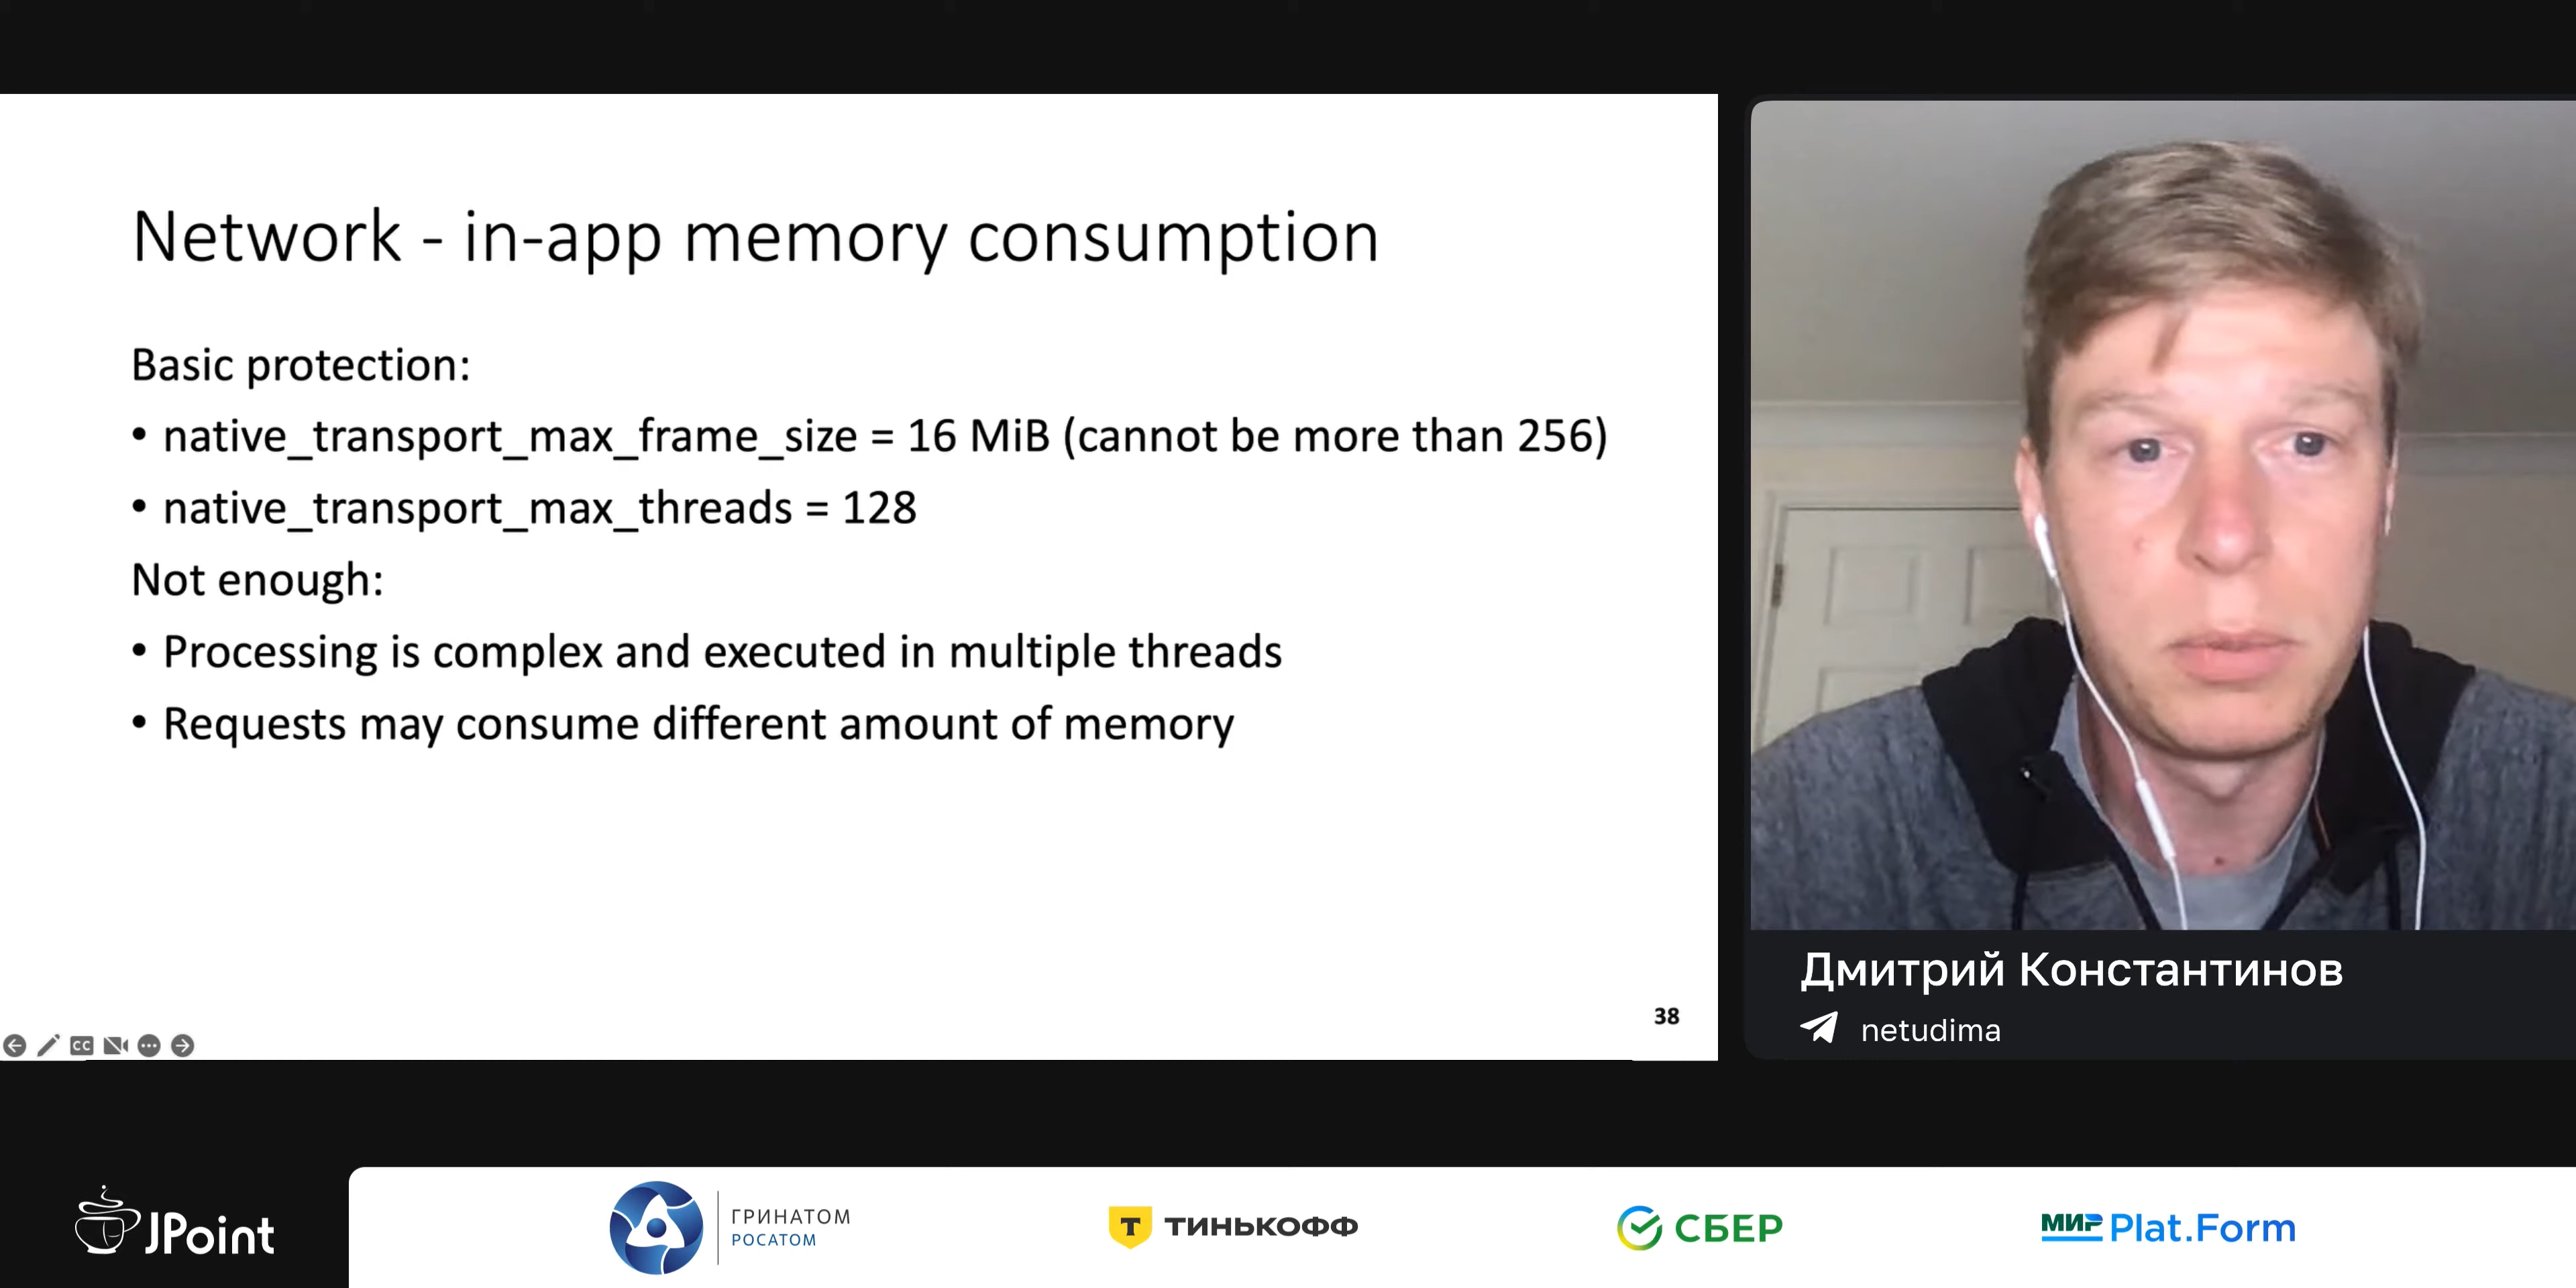 Network - in-app memory consumption
Basic protection:
• native_transport_max_frame_size = 16 MiB (cannot be more than 256)
• native_transport_max_threads = 128
Not enough:
• Processing is complex and executed in multiple threads
• Requests may consume different amount of memory
38
CC
Дмитрий Константинов
netudima
JPoint
ГРИНАТОМ
РОСАТОМ
Т ТИНЬКОФФ
СБЕР
МИР Plat.Form